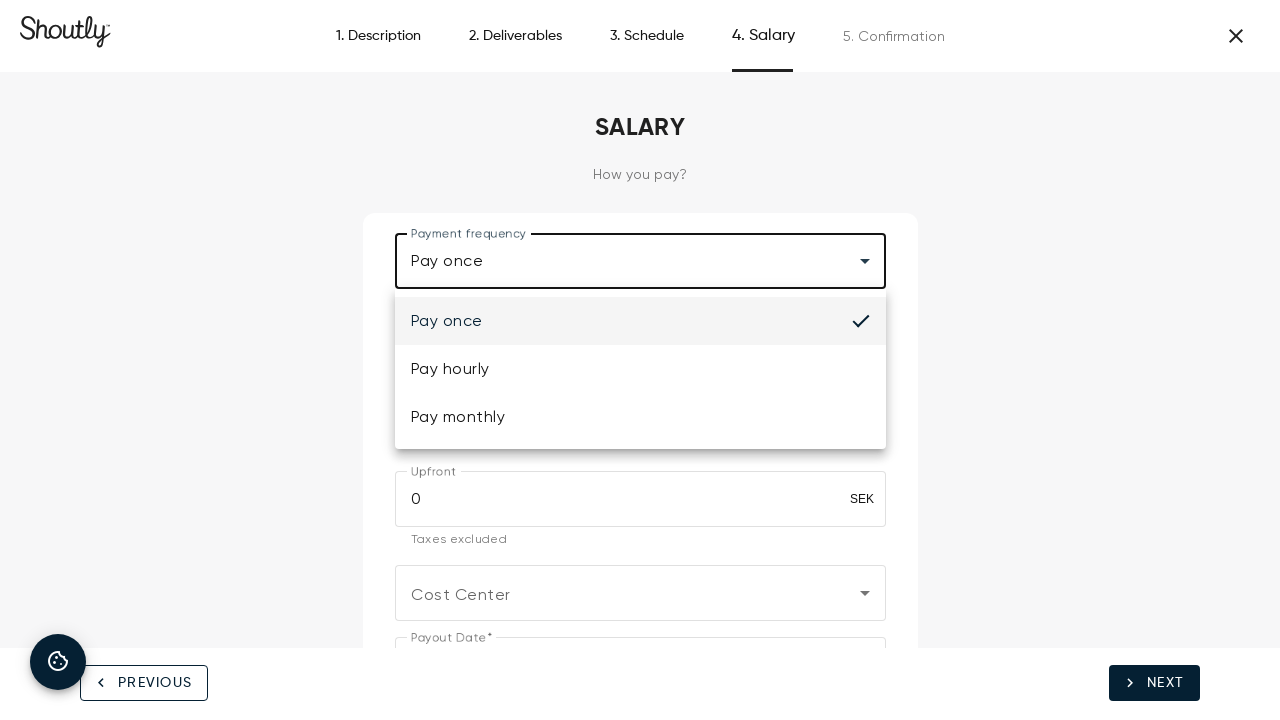 Shoutly™
1. Description
2. Deliverables
3. Schedule
4. Salary
5. Confirmation
SALARY
How you pay?
Payment frequency
Pay once
Pay once
Pay hourly
Pay monthly
Upfront
0 SEK
Taxes excluded
Cost Center
Payout Date*
PREVIOUS
NEXT